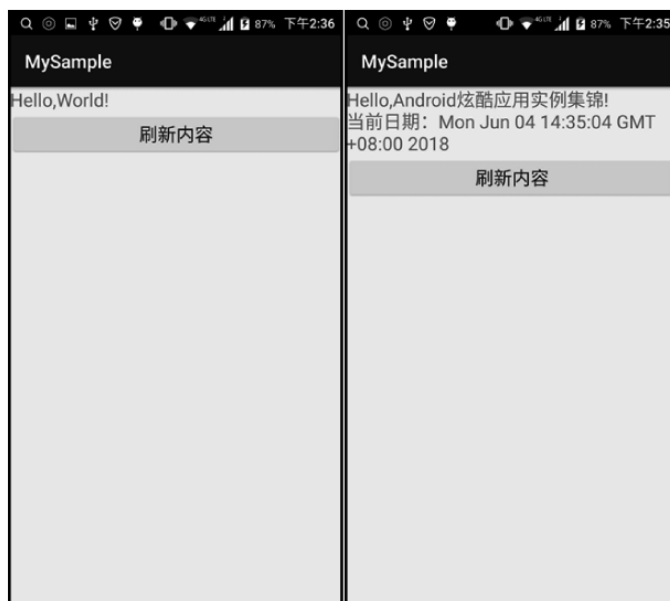 87% 下午2:36
MySample
Hello,World!
刷新内容
87% 下午2:35
MySample
Hello,Android炫酷应用实例集锦!
当前日期：Mon Jun 04 14:35:04 GMT
+08:00 2018
刷新内容